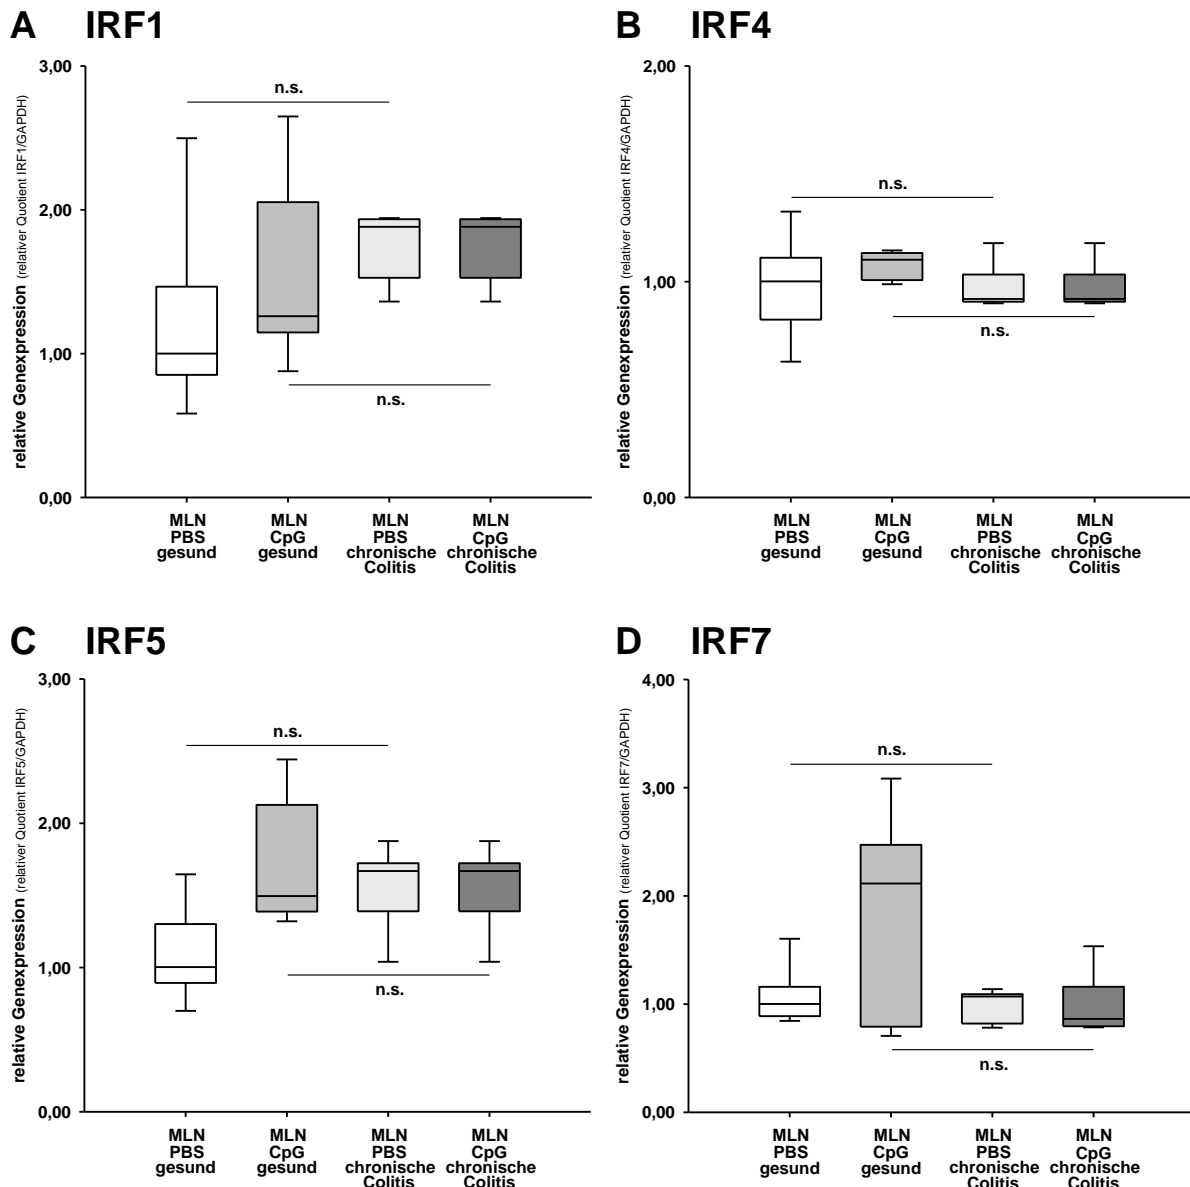 A IRF1
relative Genexpression (relativer Quotient IRF1/GAPDH)
3,00
2,00
1,00
0,00
n.s.
n.s.
MLN
PBS
gesund
MLN
CpG
gesund
MLN
PBS
chronische
Colitis
MLN
CpG
chronische
Colitis
B IRF4
relative Genexpression (relativer Quotient IRF4/GAPDH)
2,00
1,00
0,00
n.s.
n.s.
MLN
PBS
gesund
MLN
CpG
gesund
MLN
PBS
chronische
Colitis
MLN
CpG
chronische
Colitis
C IRF5
relative Genexpression (relativer Quotient IRF5/GAPDH)
3,00
2,00
1,00
0,00
n.s.
n.s.
MLN
PBS
gesund
MLN
CpG
gesund
MLN
PBS
chronische
Colitis
MLN
CpG
chronische
Colitis
D IRF7
relative Genexpression (relativer Quotient IRF7/GAPDH)
4,00
3,00
2,00
1,00
0,00
n.s.
n.s.
MLN
PBS
gesund
MLN
CpG
gesund
MLN
PBS
chronische
Colitis
MLN
CpG
chronische
Colitis